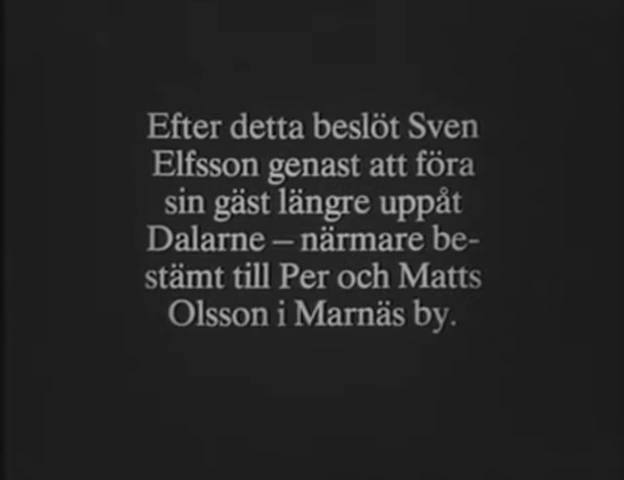 Efter detta beslöt Sven
Elfsson genast att föra
sin gäst längre uppåt
Dalarne – närmare be-
stämt till Per och Matts
Olsson i Marnäs by.